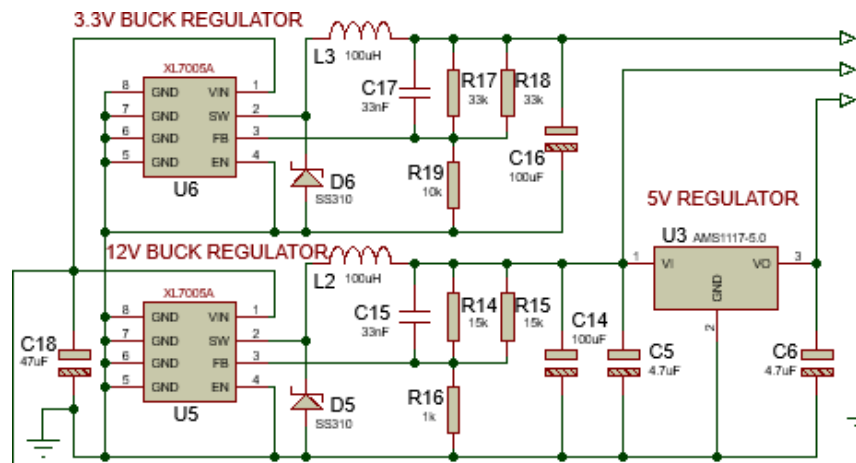 3.3V BUCK REGULATOR
XL7005A
8 GND VIN 1
7 GND SW 2
6 GND FB 3
5 GND EN 4
U6
L3
100uH
C17
33nF
R17
33k
R18
33k
D6
SS310
R19
10k
C16
100uF
12V BUCK REGULATOR
XL7005A
8 GND VIN 1
7 GND SW 2
6 GND FB 3
5 GND EN 4
U5
C18
47uF
L2
100uH
C15
33nF
R14
15k
R15
15k
D5
SS310
R16
1k
C14
100uF
C5
4.7uF
5V REGULATOR
U3 AMS1117-5.0
1 VI VO 3
GND
2
C6
4.7uF